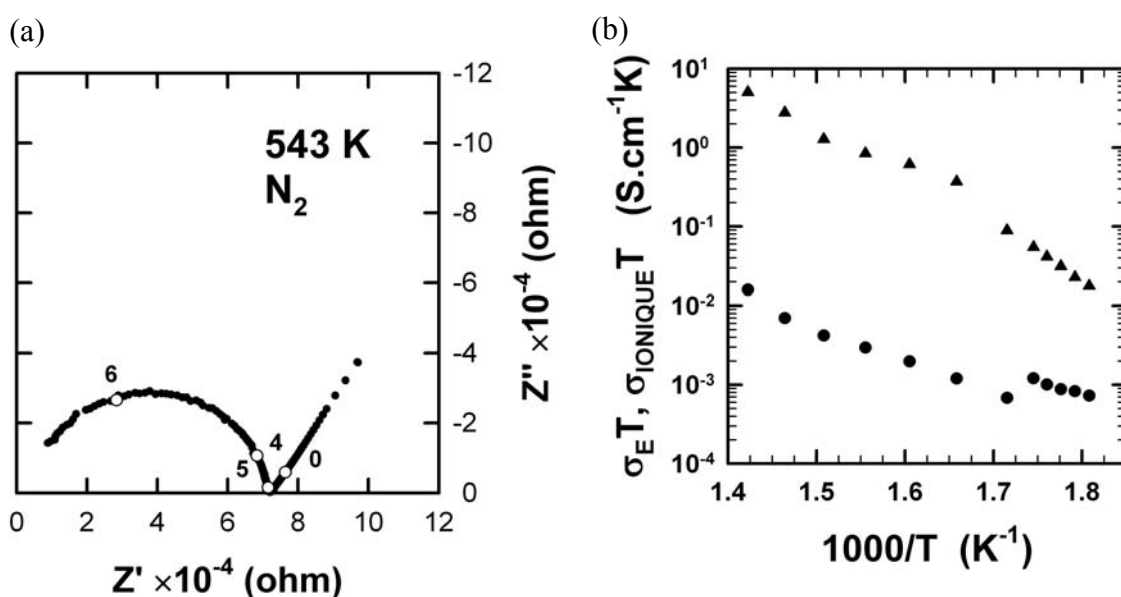 (a)
-12
-10
-8
-6
-4
-2
0
Z'' ×10⁻⁴ (ohm)
543 K
N₂
6
5
4
0
0 2 4 6 8 10 12
Z' ×10⁻⁴ (ohm)
(b)
σ_E T, σ_IONIQUE T (S.cm⁻¹K)
10¹
10⁰
10⁻¹
10⁻²
10⁻³
10⁻⁴
1.4 1.5 1.6 1.7 1.8
1000/T (K⁻¹)